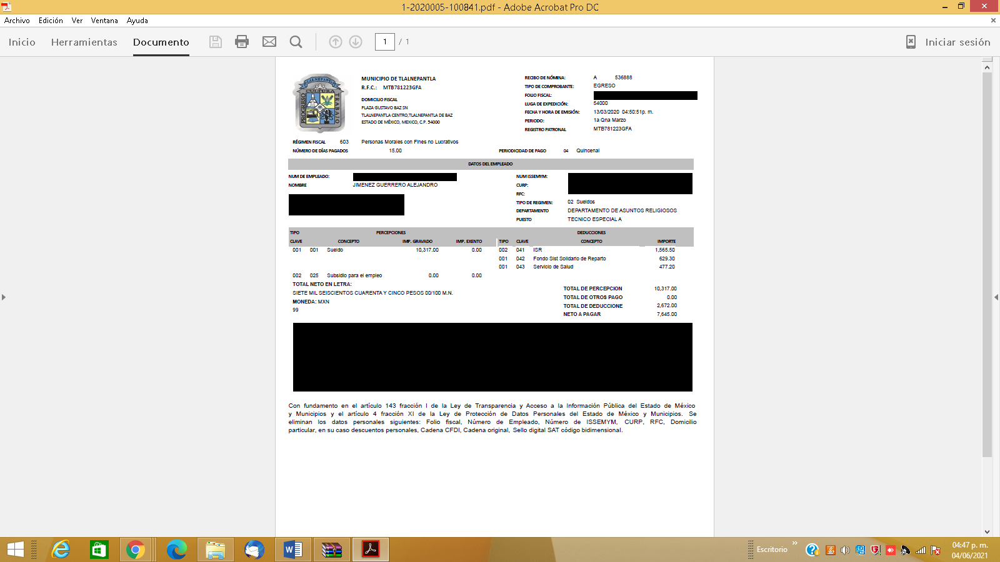 1-2020005-100841.pdf - Adobe Acrobat Pro DC
Archivo Edición Ver Ventana Ayuda
Inicio Herramientas Documento 1 / 1 Iniciar sesión
TLALNEPANTLA
CULTURA
PROGRESO
TRABAJO
MUNICIPIO DE TLALNEPANTLA
R.F.C.: MTB781223GFA
DOMICILIO FISCAL
PLAZA GUSTAVO BAZ SN
TLALNEPANTLA CENTRO,TLALNEPANTLA DE BAZ
ESTADO DE MÉXICO, MEXICO, C.P. 54000
RECIBO DE NÓMINA: A 536888
TIPO DE COMPROBANTE: EGRESO
FOLIO FISCAL:
LUGA DE EXPEDICIÓN: 54000
FECHA Y HORA DE EMISIÓN: 13/03/2020 04:50:51p. m.
PERIODO: 1a Qna Marzo
REGISTRO PATRONAL MTB781223GFA
RÉGIMEN FISCAL 603 Personas Morales con Fines no Lucrativos
NÚMERO DE DÍAS PAGADOS 15.00 PERIODICIDAD DE PAGO 04 Quincenal
DATOS DEL EMPLEADO
NUM DE EMPLEADO:
NOMBRE JIMENEZ GUERRERO ALEJANDRO
NUM ISSEMYM:
CURP:
RFC:
TIPO DE REGIMEN: 02 Sueldos
DEPARTAMENTO DEPARTAMENTO DE ASUNTOS RELIGIOSOS
PUESTO TECNICO ESPECIAL A
TIPO PERCEPCIONES DEDUCCIONES
CLAVE CONCEPTO IMP. GRAVADO IMP. EXENTO TIPO CLAVE CONCEPTO IMPORTE
001 001 Sueldo 10,317.00 0.00 002 041 ISR 1,565.50
001 042 Fondo Sist Solidario de Reparto 629.30
001 043 Servicio de Salud 477.20
002 025 Subsidio para el empleo 0.00 0.00
TOTAL NETO EN LETRA:
SIETE MIL SEISCIENTOS CUARENTA Y CINCO PESOS 00/100 M.N.
MONEDA: MXN
99
TOTAL DE PERCEPCION 10,317.00
TOTAL DE OTROS PAGO 0.00
TOTAL DE DEDUCCIONE 2,672.00
NETO A PAGAR 7,645.00
Con fundamento en el artículo 143 fracción I de la Ley de Transparencia y Acceso a la Información Pública del Estado de México
y Municipios y el artículo 4 fracción XI de la Ley de Protección de Datos Personales del Estado de México y Municipios. Se
eliminan los datos personales siguientes: Folio fiscal, Número de Empleado, Número de ISSEMYM, CURP, RFC, Domicilio
particular, en su caso descuentos personales, Cadena CFDI, Cadena original, Sello digital SAT código bidimensional.
Escritorio
04:47 p. m.
04/06/2021